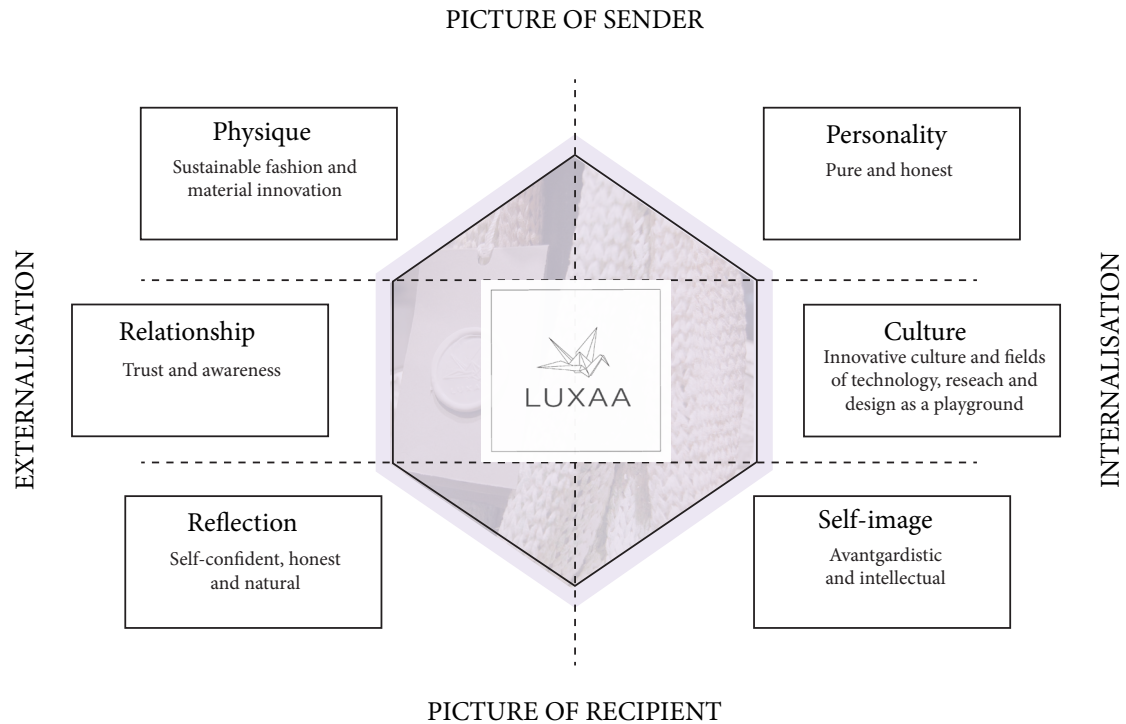 PICTURE OF SENDER
Physique
Sustainable fashion and
material innovation
Personality
Pure and honest
EXTERNALISATION
Relationship
Trust and awareness
LUXAA
Culture
Innovative culture and fields
of technology, reseach and
design as a playground
INTERNALISATION
Reflection
Self-confident, honest
and natural
Self-image
Avantgardistic
and intellectual
PICTURE OF RECIPIENT